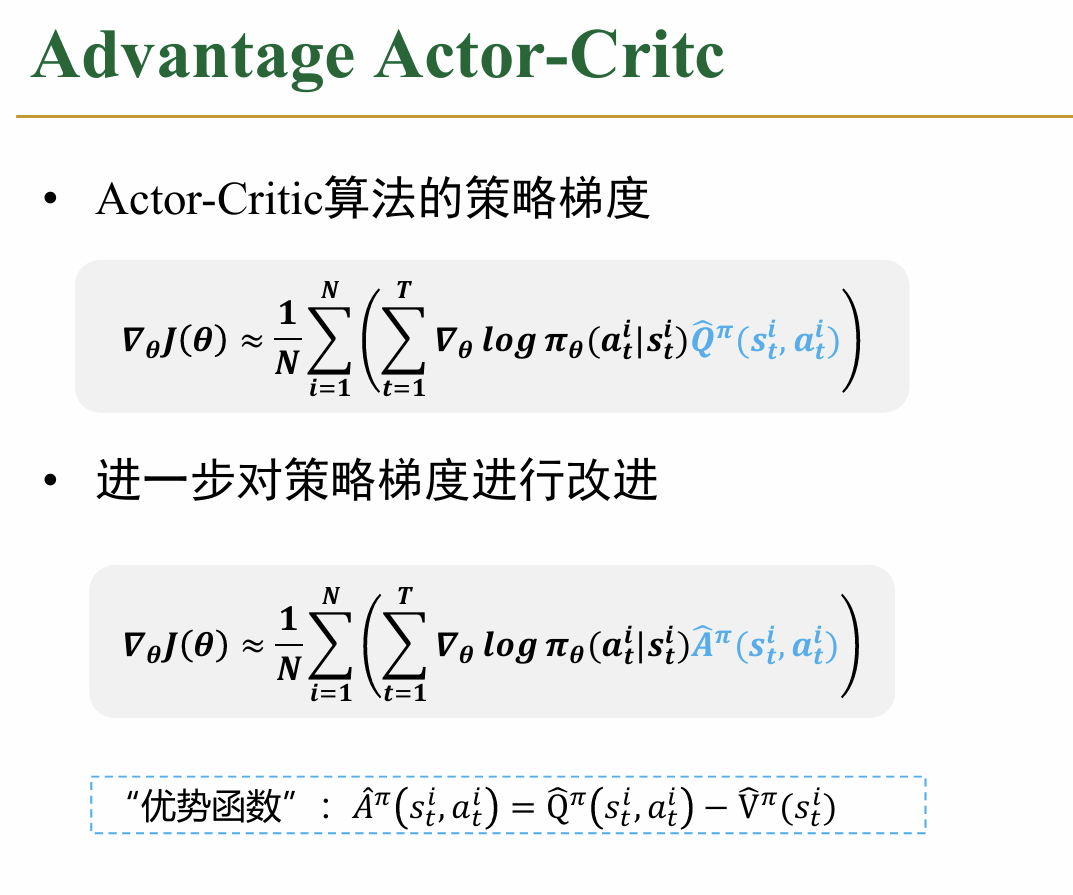 Advantage Actor-Critc
• Actor-Critic算法的策略梯度
$\nabla_\theta J(\theta) \approx \frac{1}{N} \sum_{i=1}^{N} \left( \sum_{t=1}^{T} \nabla_\theta \log \pi_\theta (a_t^i | s_t^i) \hat{Q}^\pi (s_t^i, a_t^i) \right)$
• 进一步对策略梯度进行改进
$\nabla_\theta J(\theta) \approx \frac{1}{N} \sum_{i=1}^{N} \left( \sum_{t=1}^{T} \nabla_\theta \log \pi_\theta (a_t^i | s_t^i) \hat{A}^\pi (s_t^i, a_t^i) \right)$
“优势函数”：$\hat{A}^\pi (s_t^i, a_t^i) = \hat{Q}^\pi (s_t^i, a_t^i) - \hat{V}^\pi (s_t^i)$